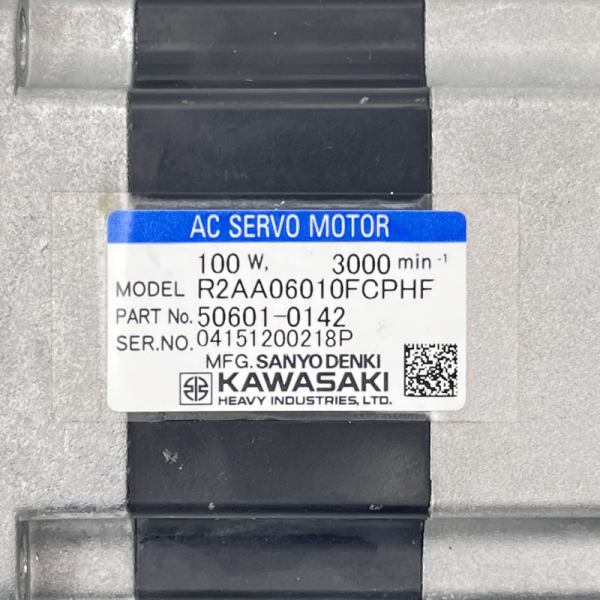 AC SERVO MOTOR
100 W, 3000 min⁻¹
MODEL R2AA06010FCPHF
PART No. 50601-0142
SER.NO. 04151200218P
MFG. SANYO DENKI
KAWASAKI
HEAVY INDUSTRIES, LTD.